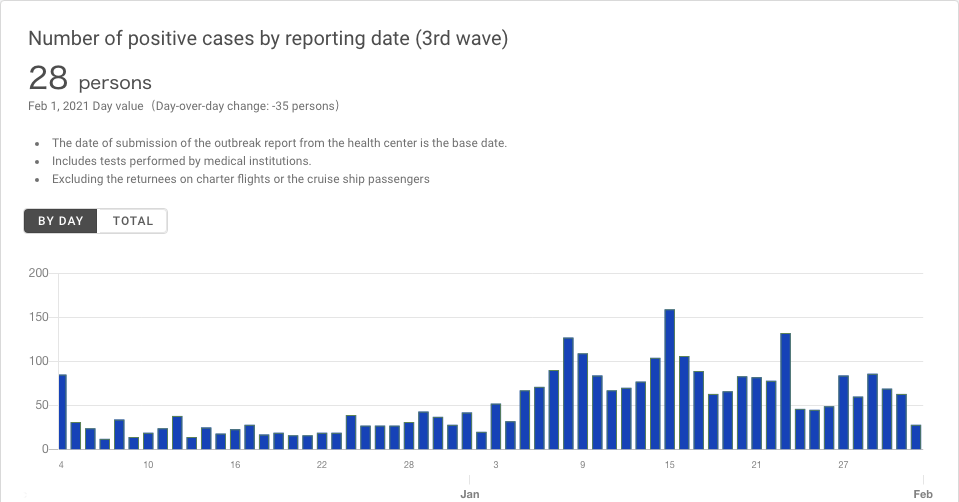 Number of positive cases by reporting date (3rd wave)
28 persons
Feb 1, 2021 Day value (Day-over-day change: -35 persons)
• The date of submission of the outbreak report from the health center is the base date.
• Includes tests performed by medical institutions.
• Excluding the returnees on charter flights or the cruise ship passengers
BY DAY TOTAL
200
150
100
50
0
4 10 16 22 28 3 9 15 21 27
Jan Feb